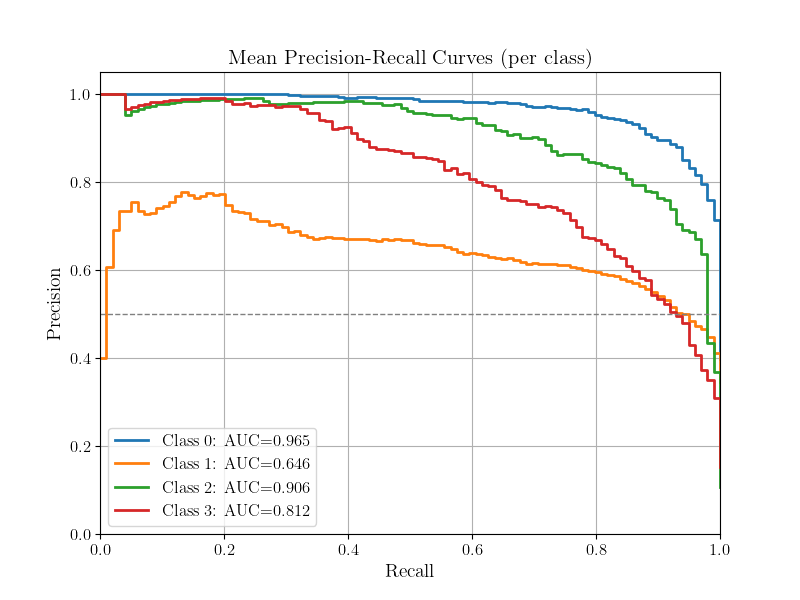 Mean Precision-Recall Curves (per class)
1.0
0.8
0.6
0.4
0.2
0.0
Precision
Class 0: AUC=0.965
Class 1: AUC=0.646
Class 2: AUC=0.906
Class 3: AUC=0.812
0.0 0.2 0.4 0.6 0.8 1.0
Recall